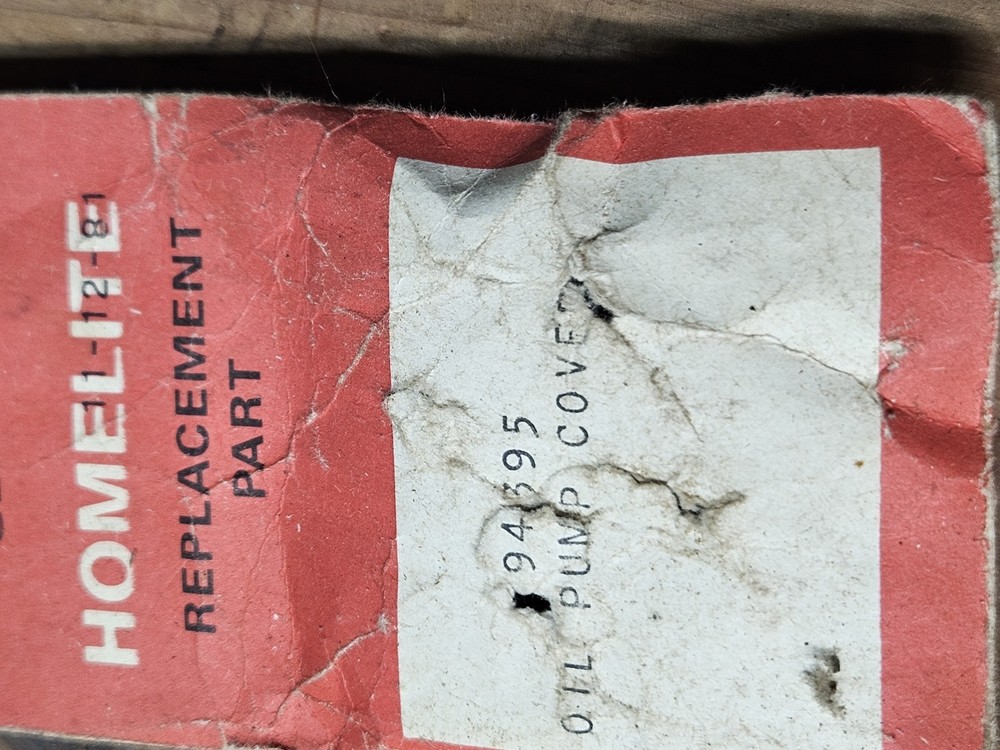 HOMELITE
11-12-81
REPLACEMENT
PART
94395
OIL PUMP COVER